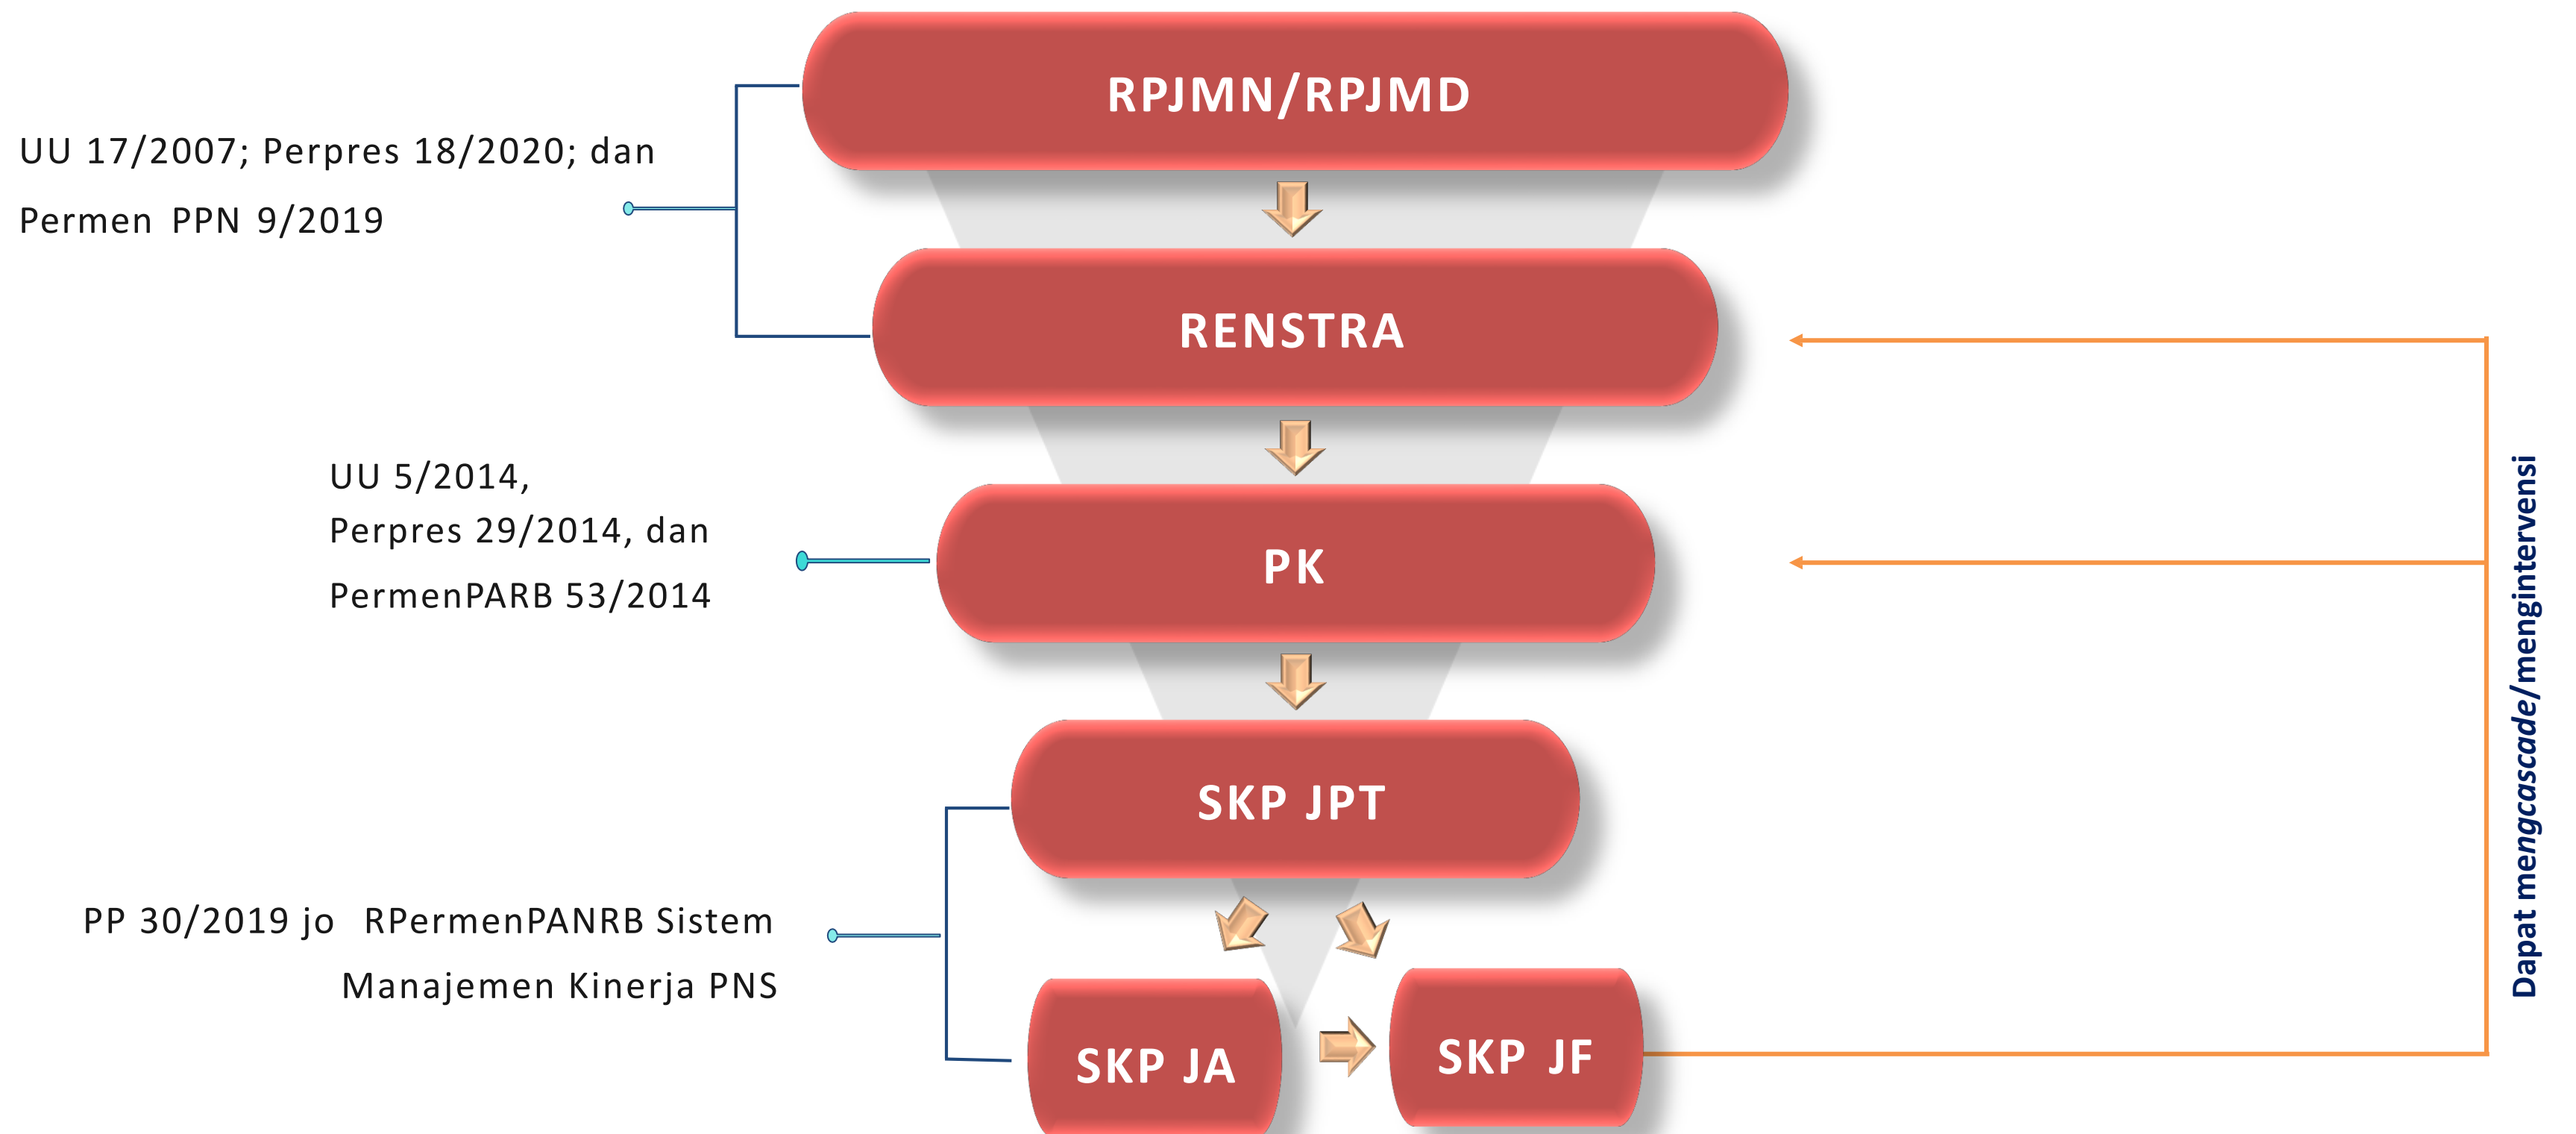 RPJMN/RPJMD
UU 17/2007; Perpres 18/2020; dan
Permen PPN 9/2019
RENSTRA
UU 5/2014,
Perpres 29/2014, dan
PermenPARB 53/2014
PK
SKP JPT
PP 30/2019 jo RPermenPANRB Sistem
Manajemen Kinerja PNS
SKP JA
SKP JF
Dapat mengcascade/mengintervensi